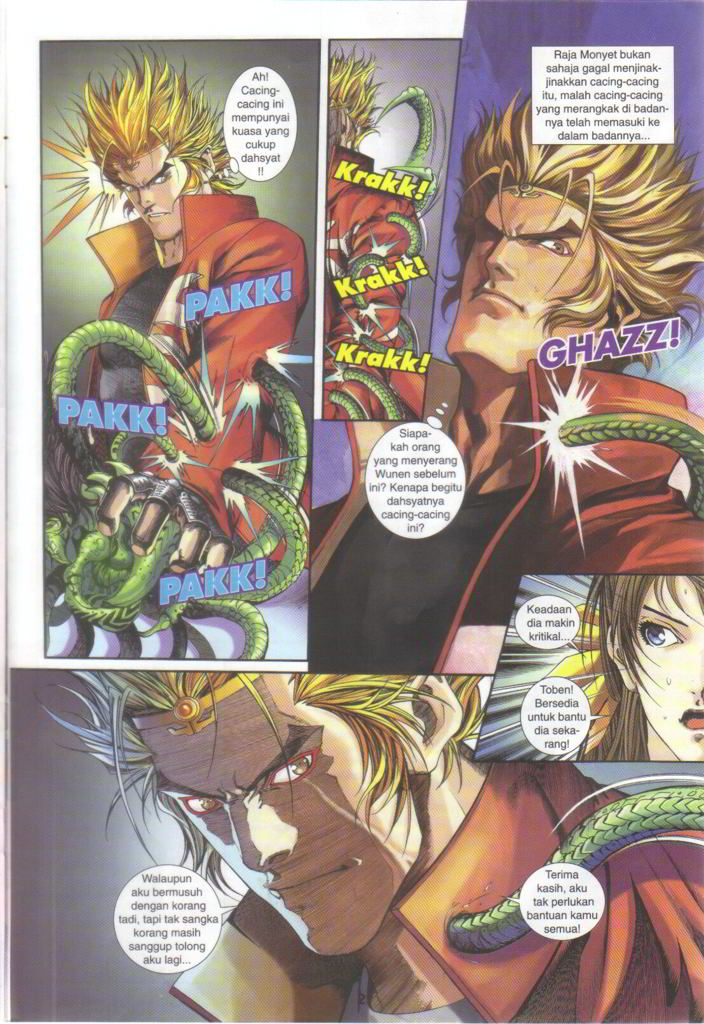 Ah!
Cacing-
cacing ini
mempunyai
kuasa yang
cukup
dahsyat
!!
PAKK!
PAKK!
PAKK!
Krakk!
Krakk!
Krakk!
Raja Monyet bukan
sahaja gagal menjinak-
jinakkan cacing-cacing
itu, malah cacing-cacing
yang merangkak di badan-
nya telah memasuki ke
dalam badannya...
GHAZZ!
Siapa-
kah orang
yang menyerang
Wunen sebelum
ini? Kenapa begitu
dahsyatnya
cacing-cacing
ini?
Keadaan
dia makin
kritikal...
Toben!
Bersedia
untuk bantu
dia seka-
rang!
Walaupun
aku bermusuh
dengan korang
tadi, tapi tak sangka
korang masih
sanggup tolong
aku lagi...
Terima
kasih, aku
tak perlukan
bantuan kamu
semua!